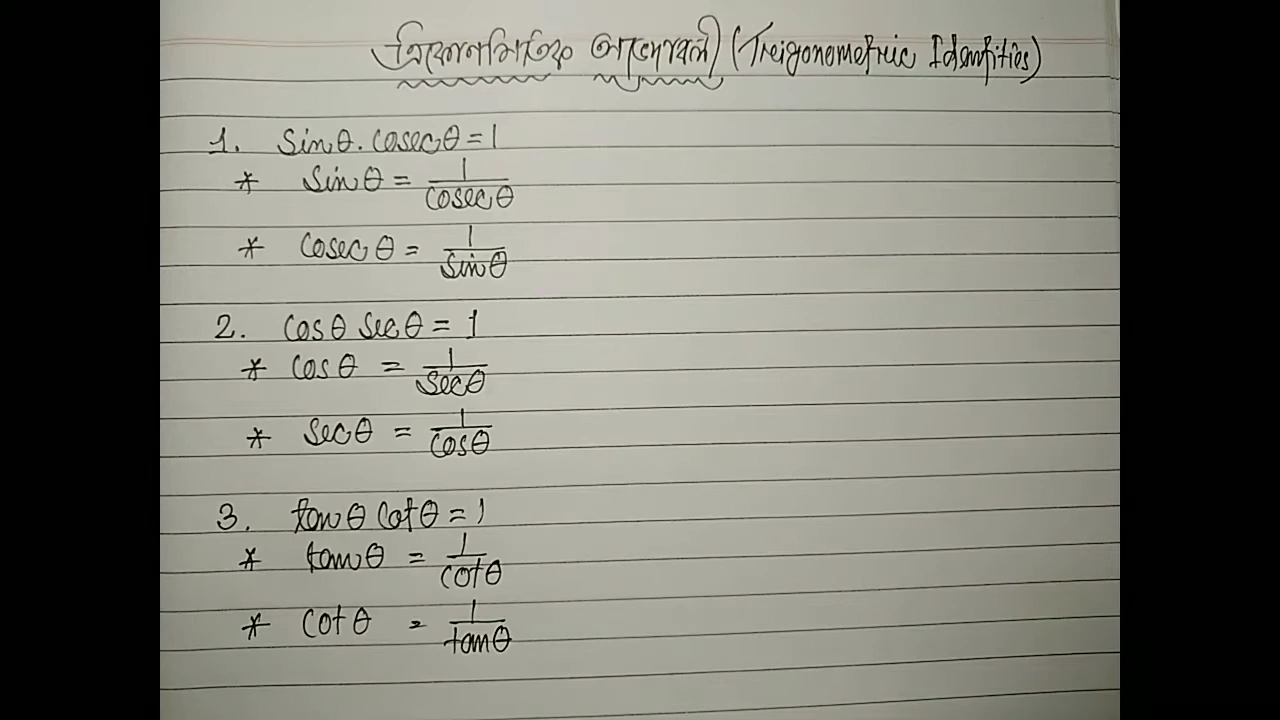 ত্রিকোণমিতিক অভেদাবলী (Trigonometric Identities)
1. sinθ. cosecθ = 1
* sinθ = 1/cosecθ
* cosecθ = 1/sinθ
2. cosθ secθ = 1
* cosθ = 1/secθ
* secθ = 1/cosθ
3. tanθ cotθ = 1
* tanθ = 1/cotθ
* cotθ = 1/tanθ